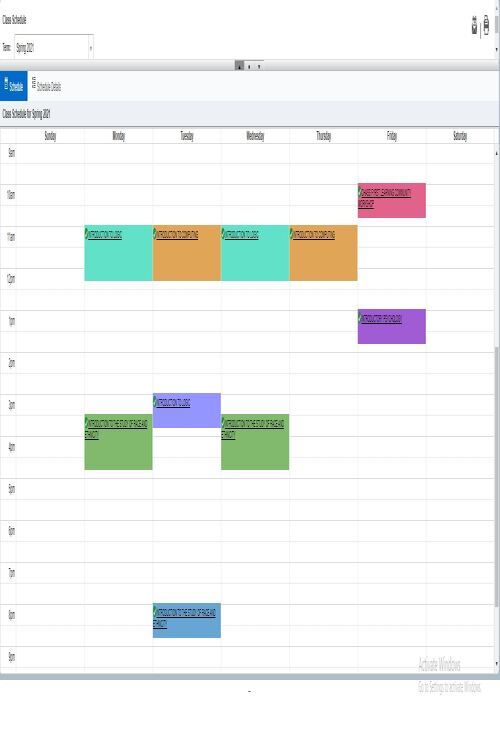 Class Schedule
Term: Spring 2021
Schedule Schedule Details
Class Schedule for Spring 2021
Sunday Monday Tuesday Wednesday Thursday Friday Saturday
9am
10am
CHASS FIRST LEARNING COMMUNITY
WORKSHOP
11am
INTRODUCTION TO LOGIC INTRODUCTION TO COMPUTING INTRODUCTION TO LOGIC INTRODUCTION TO COMPUTING
12pm
1pm
INTRODUCTORY PSYCHOLOGY
2pm
3pm
INTRODUCTION TO LOGIC
INTRODUCTION TO THE STUDY OF RACE AND INTRODUCTION TO THE STUDY OF RACE AND
ETHNICITY ETHNICITY
4pm
5pm
6pm
7pm
8pm
INTRODUCTION TO THE STUDY OF RACE AND
ETHNICITY
9pm
Activate Windows
Go to Settings to activate Windows.